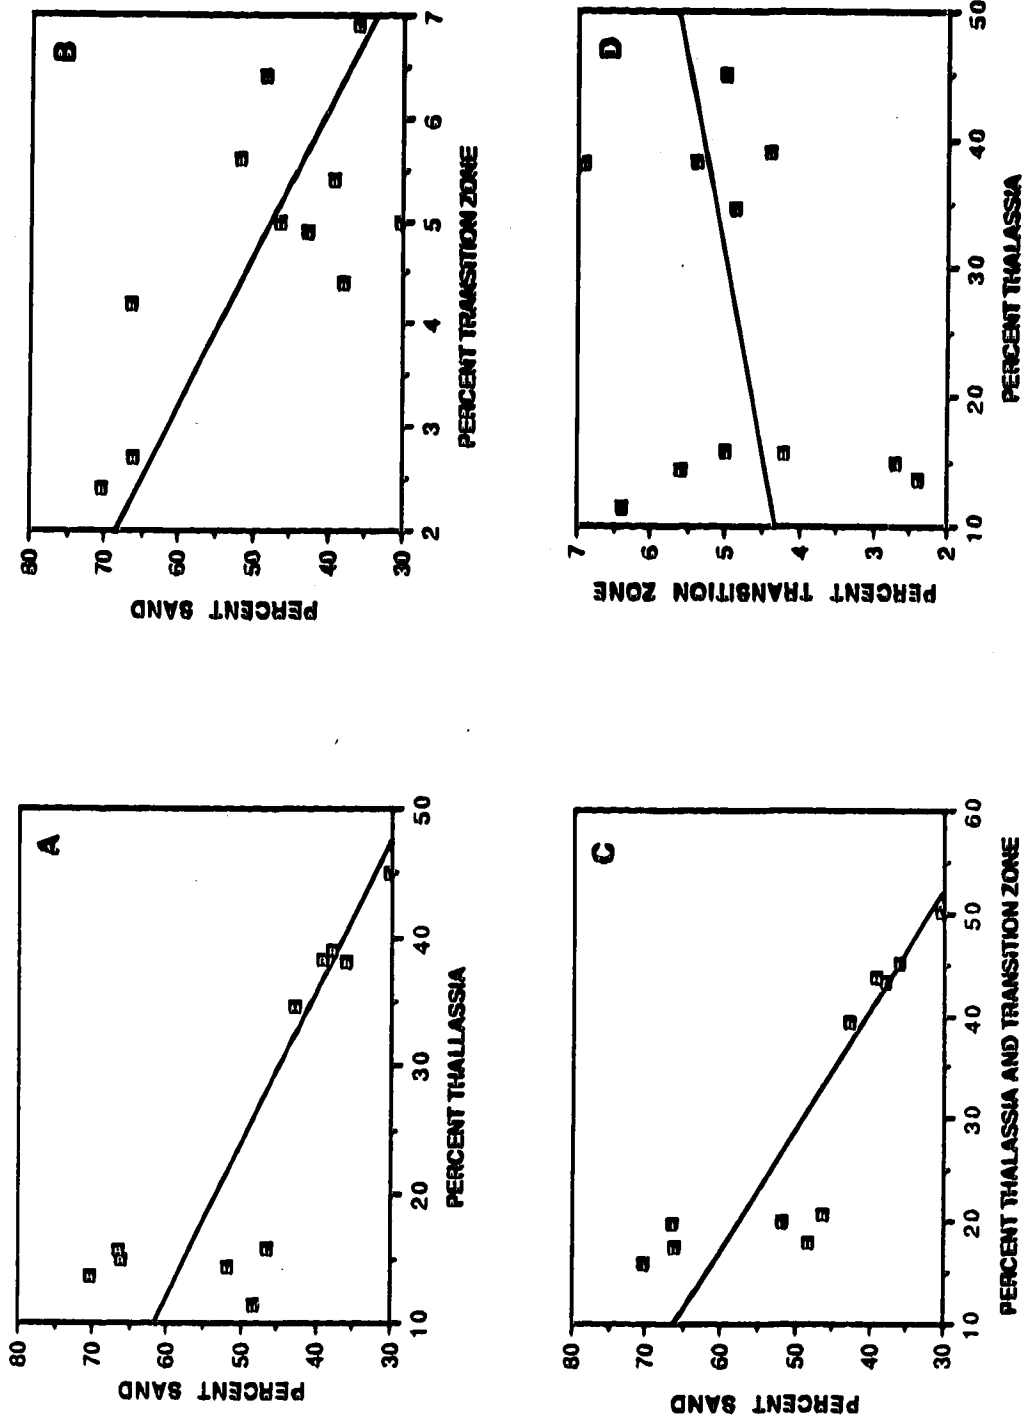 A
PERCENT SAND
80
70
60
50
40
30
10 20 30 40 50
PERCENT THALLASSIA
B
PERCENT SAND
80
70
60
50
40
30
2 3 4 5 6 7
PERCENT TRANSITION ZONE
C
PERCENT SAND
80
70
60
50
40
30
10 20 30 40 50 60
PERCENT THALASSIA AND TRANSITION ZONE
D
PERCENT TRANSITION ZONE
7
6
5
4
3
2
10 20 30 40 50
PERCENT THALASSIA